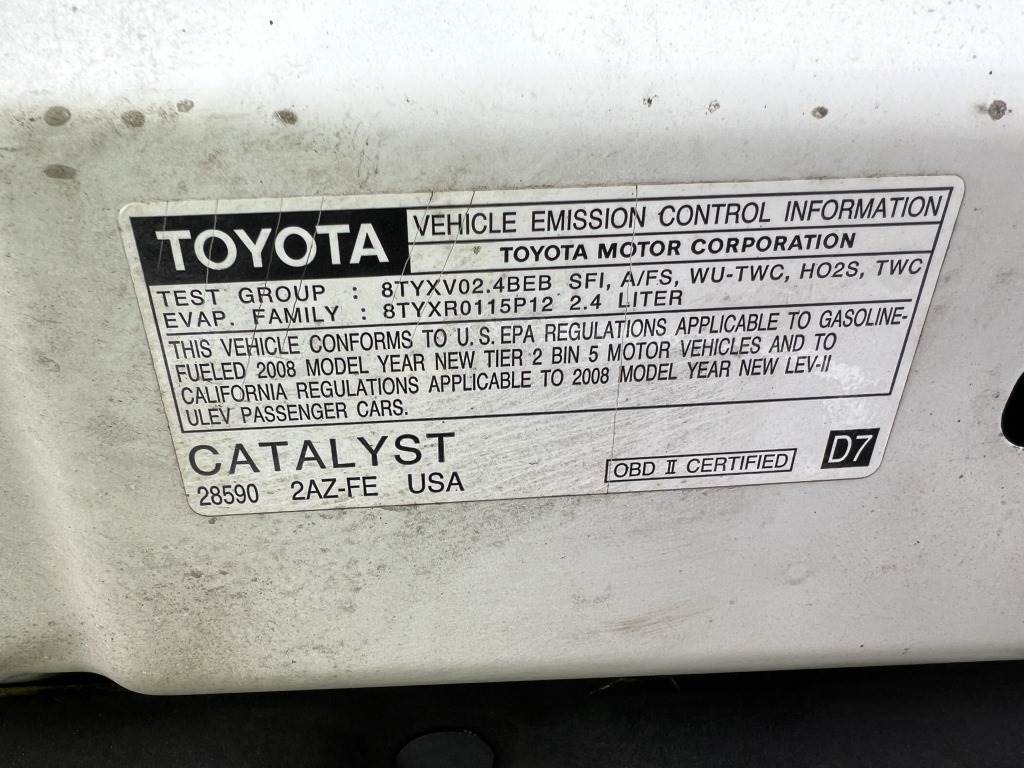 TOYOTA
VEHICLE EMISSION CONTROL INFORMATION
TOYOTA MOTOR CORPORATION
TEST GROUP : 8TYXV02.4BEB SFI, A/FS, WU-TWC, HO2S, TWC
EVAP. FAMILY : 8TYXR0115P12 2.4 LITER
THIS VEHICLE CONFORMS TO U.S. EPA REGULATIONS APPLICABLE TO GASOLINE-
FUELED 2008 MODEL YEAR NEW TIER 2 BIN 5 MOTOR VEHICLES AND TO
CALIFORNIA REGULATIONS APPLICABLE TO 2008 MODEL YEAR NEW LEV-II
ULEV PASSENGER CARS.
CATALYST
28590 2AZ-FE USA
OBD II CERTIFIED
D7